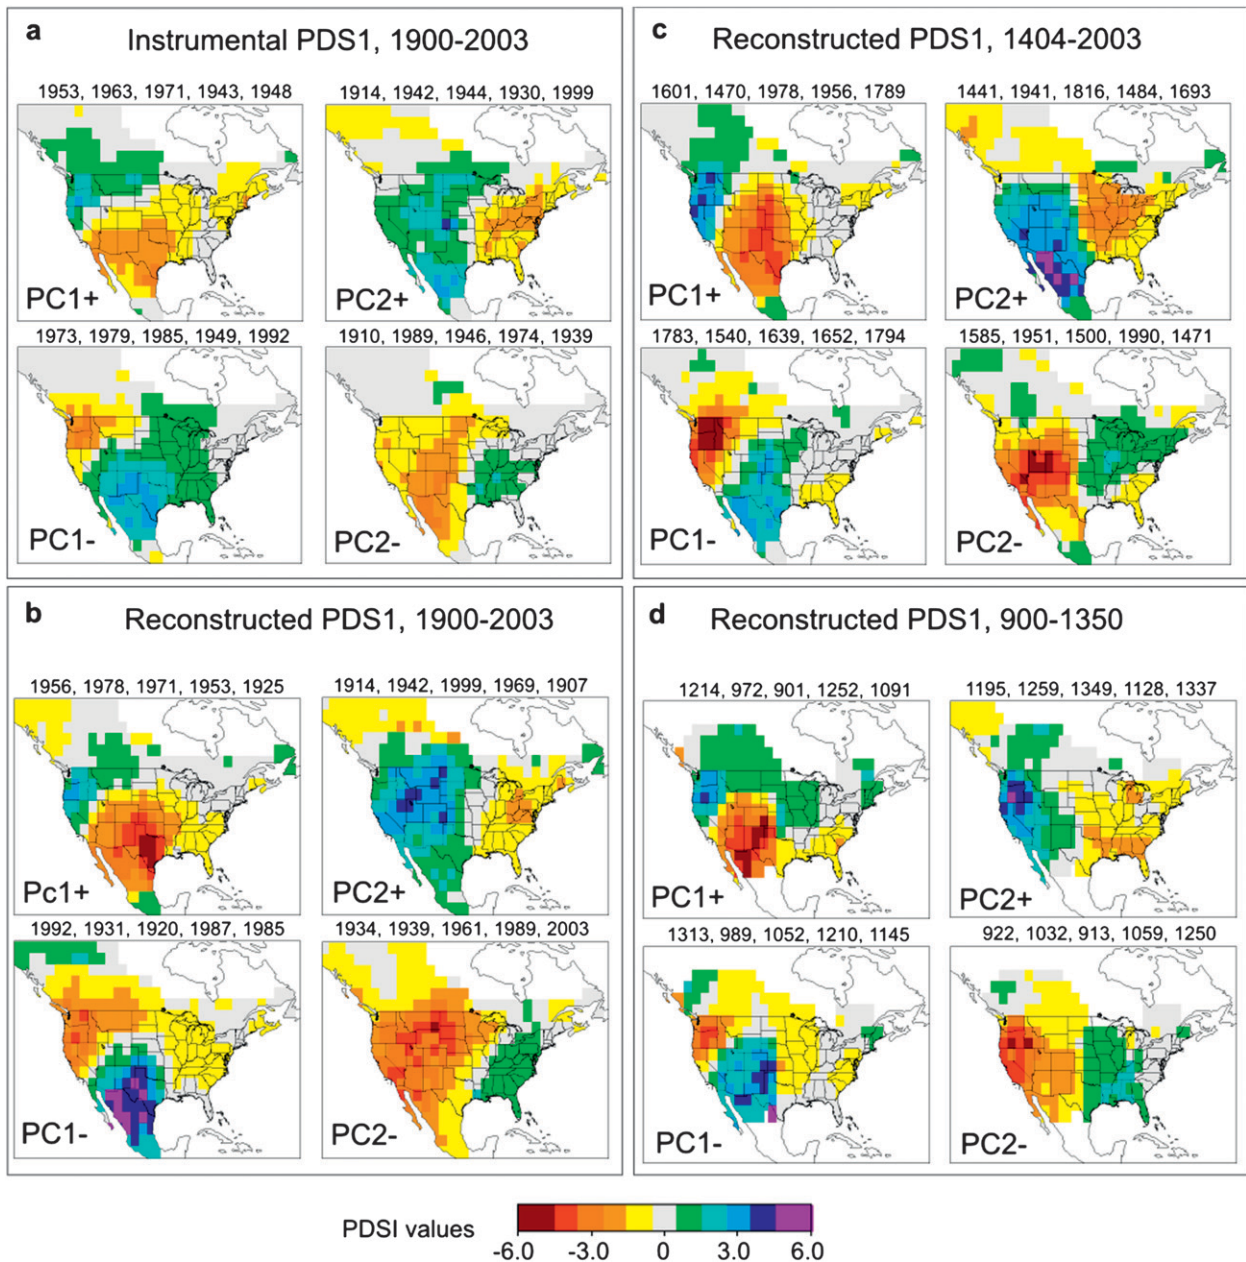 a
Instrumental PDS1, 1900-2003
1953, 1963, 1971, 1943, 1948
1914, 1942, 1944, 1930, 1999
PC1+
PC2+
1973, 1979, 1985, 1949, 1992
1910, 1989, 1946, 1974, 1939
PC1-
PC2-
c
Reconstructed PDS1, 1404-2003
1601, 1470, 1978, 1956, 1789
1441, 1941, 1816, 1484, 1693
PC1+
PC2+
1783, 1540, 1639, 1652, 1794
1585, 1951, 1500, 1990, 1471
PC1-
PC2-
b
Reconstructed PDS1, 1900-2003
1956, 1978, 1971, 1953, 1925
1914, 1942, 1999, 1969, 1907
Pc1+
PC2+
1992, 1931, 1920, 1987, 1985
1934, 1939, 1961, 1989, 2003
PC1-
PC2-
d
Reconstructed PDS1, 900-1350
1214, 972, 901, 1252, 1091
1195, 1259, 1349, 1128, 1337
PC1+
PC2+
1313, 989, 1052, 1210, 1145
922, 1032, 913, 1059, 1250
PC1-
PC2-
PDSI values
-6.0 -3.0 0 3.0 6.0